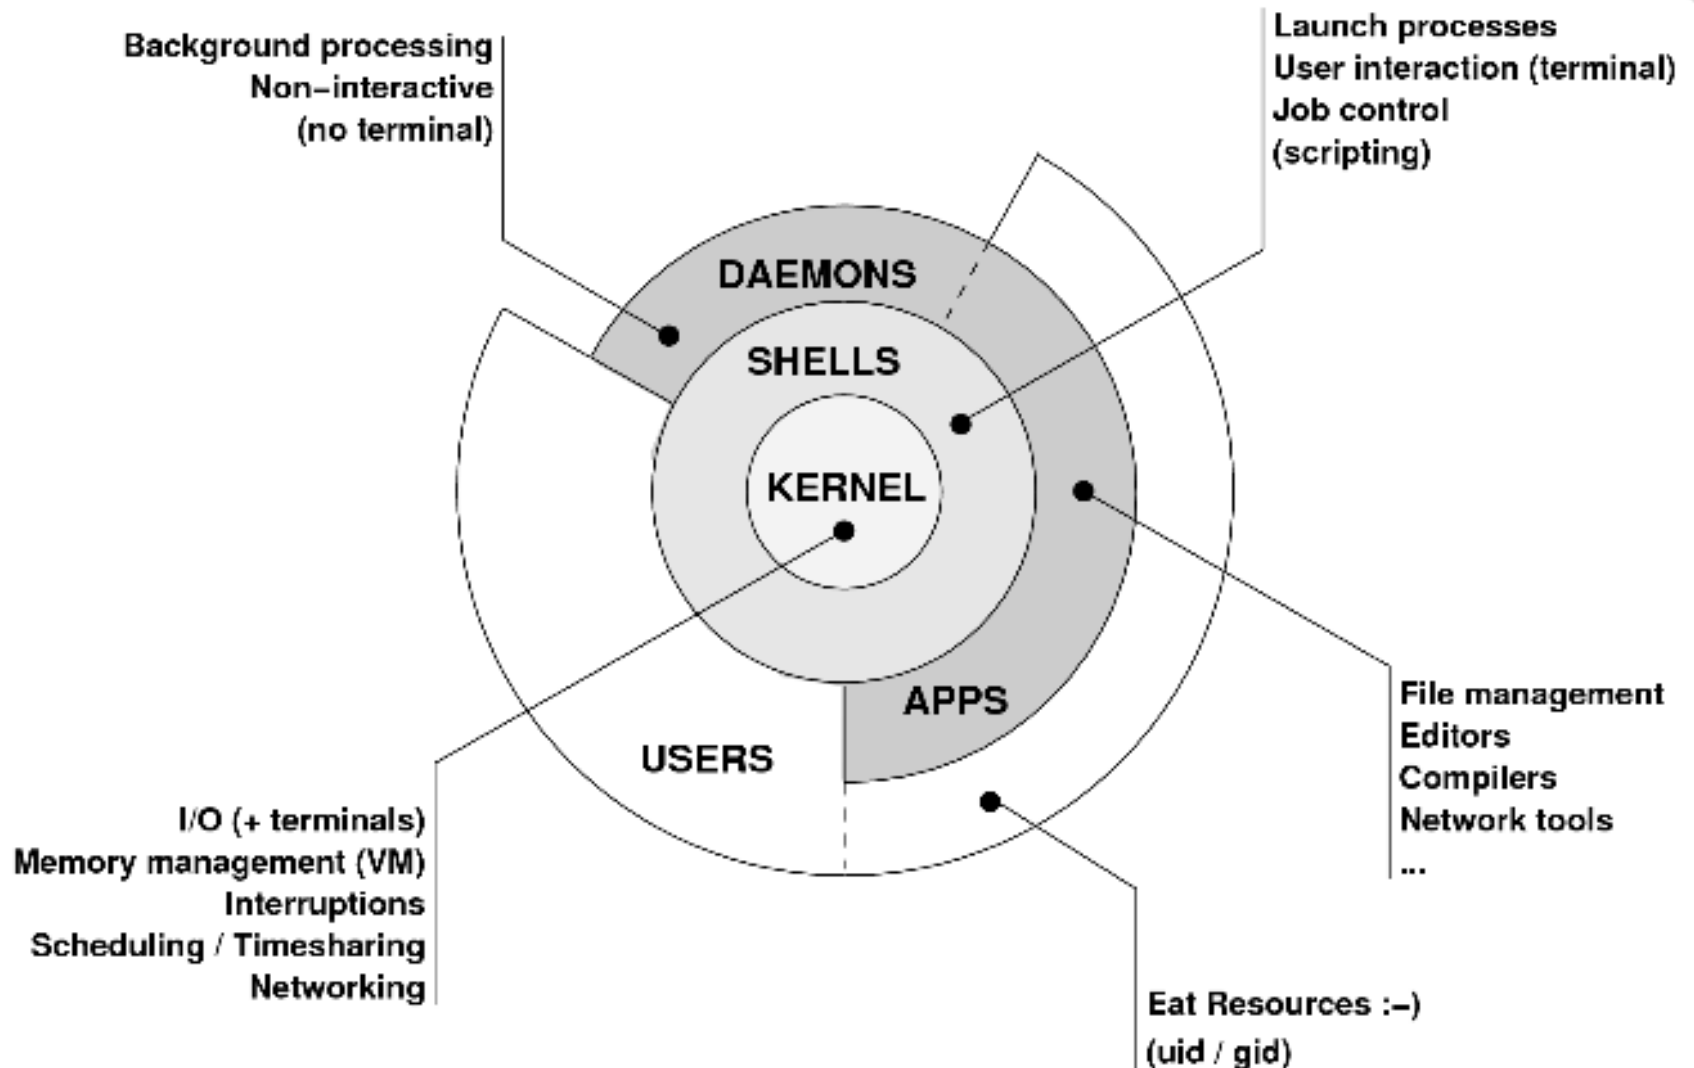 Background processing
Non-interactive
(no terminal)
Launch processes
User interaction (terminal)
Job control
(scripting)
DAEMONS
SHELLS
KERNEL
APPS
USERS
File management
Editors
Compilers
Network tools
...
I/O (+ terminals)
Memory management (VM)
Interruptions
Scheduling / Timesharing
Networking
Eat Resources :-)
(uid / gid)